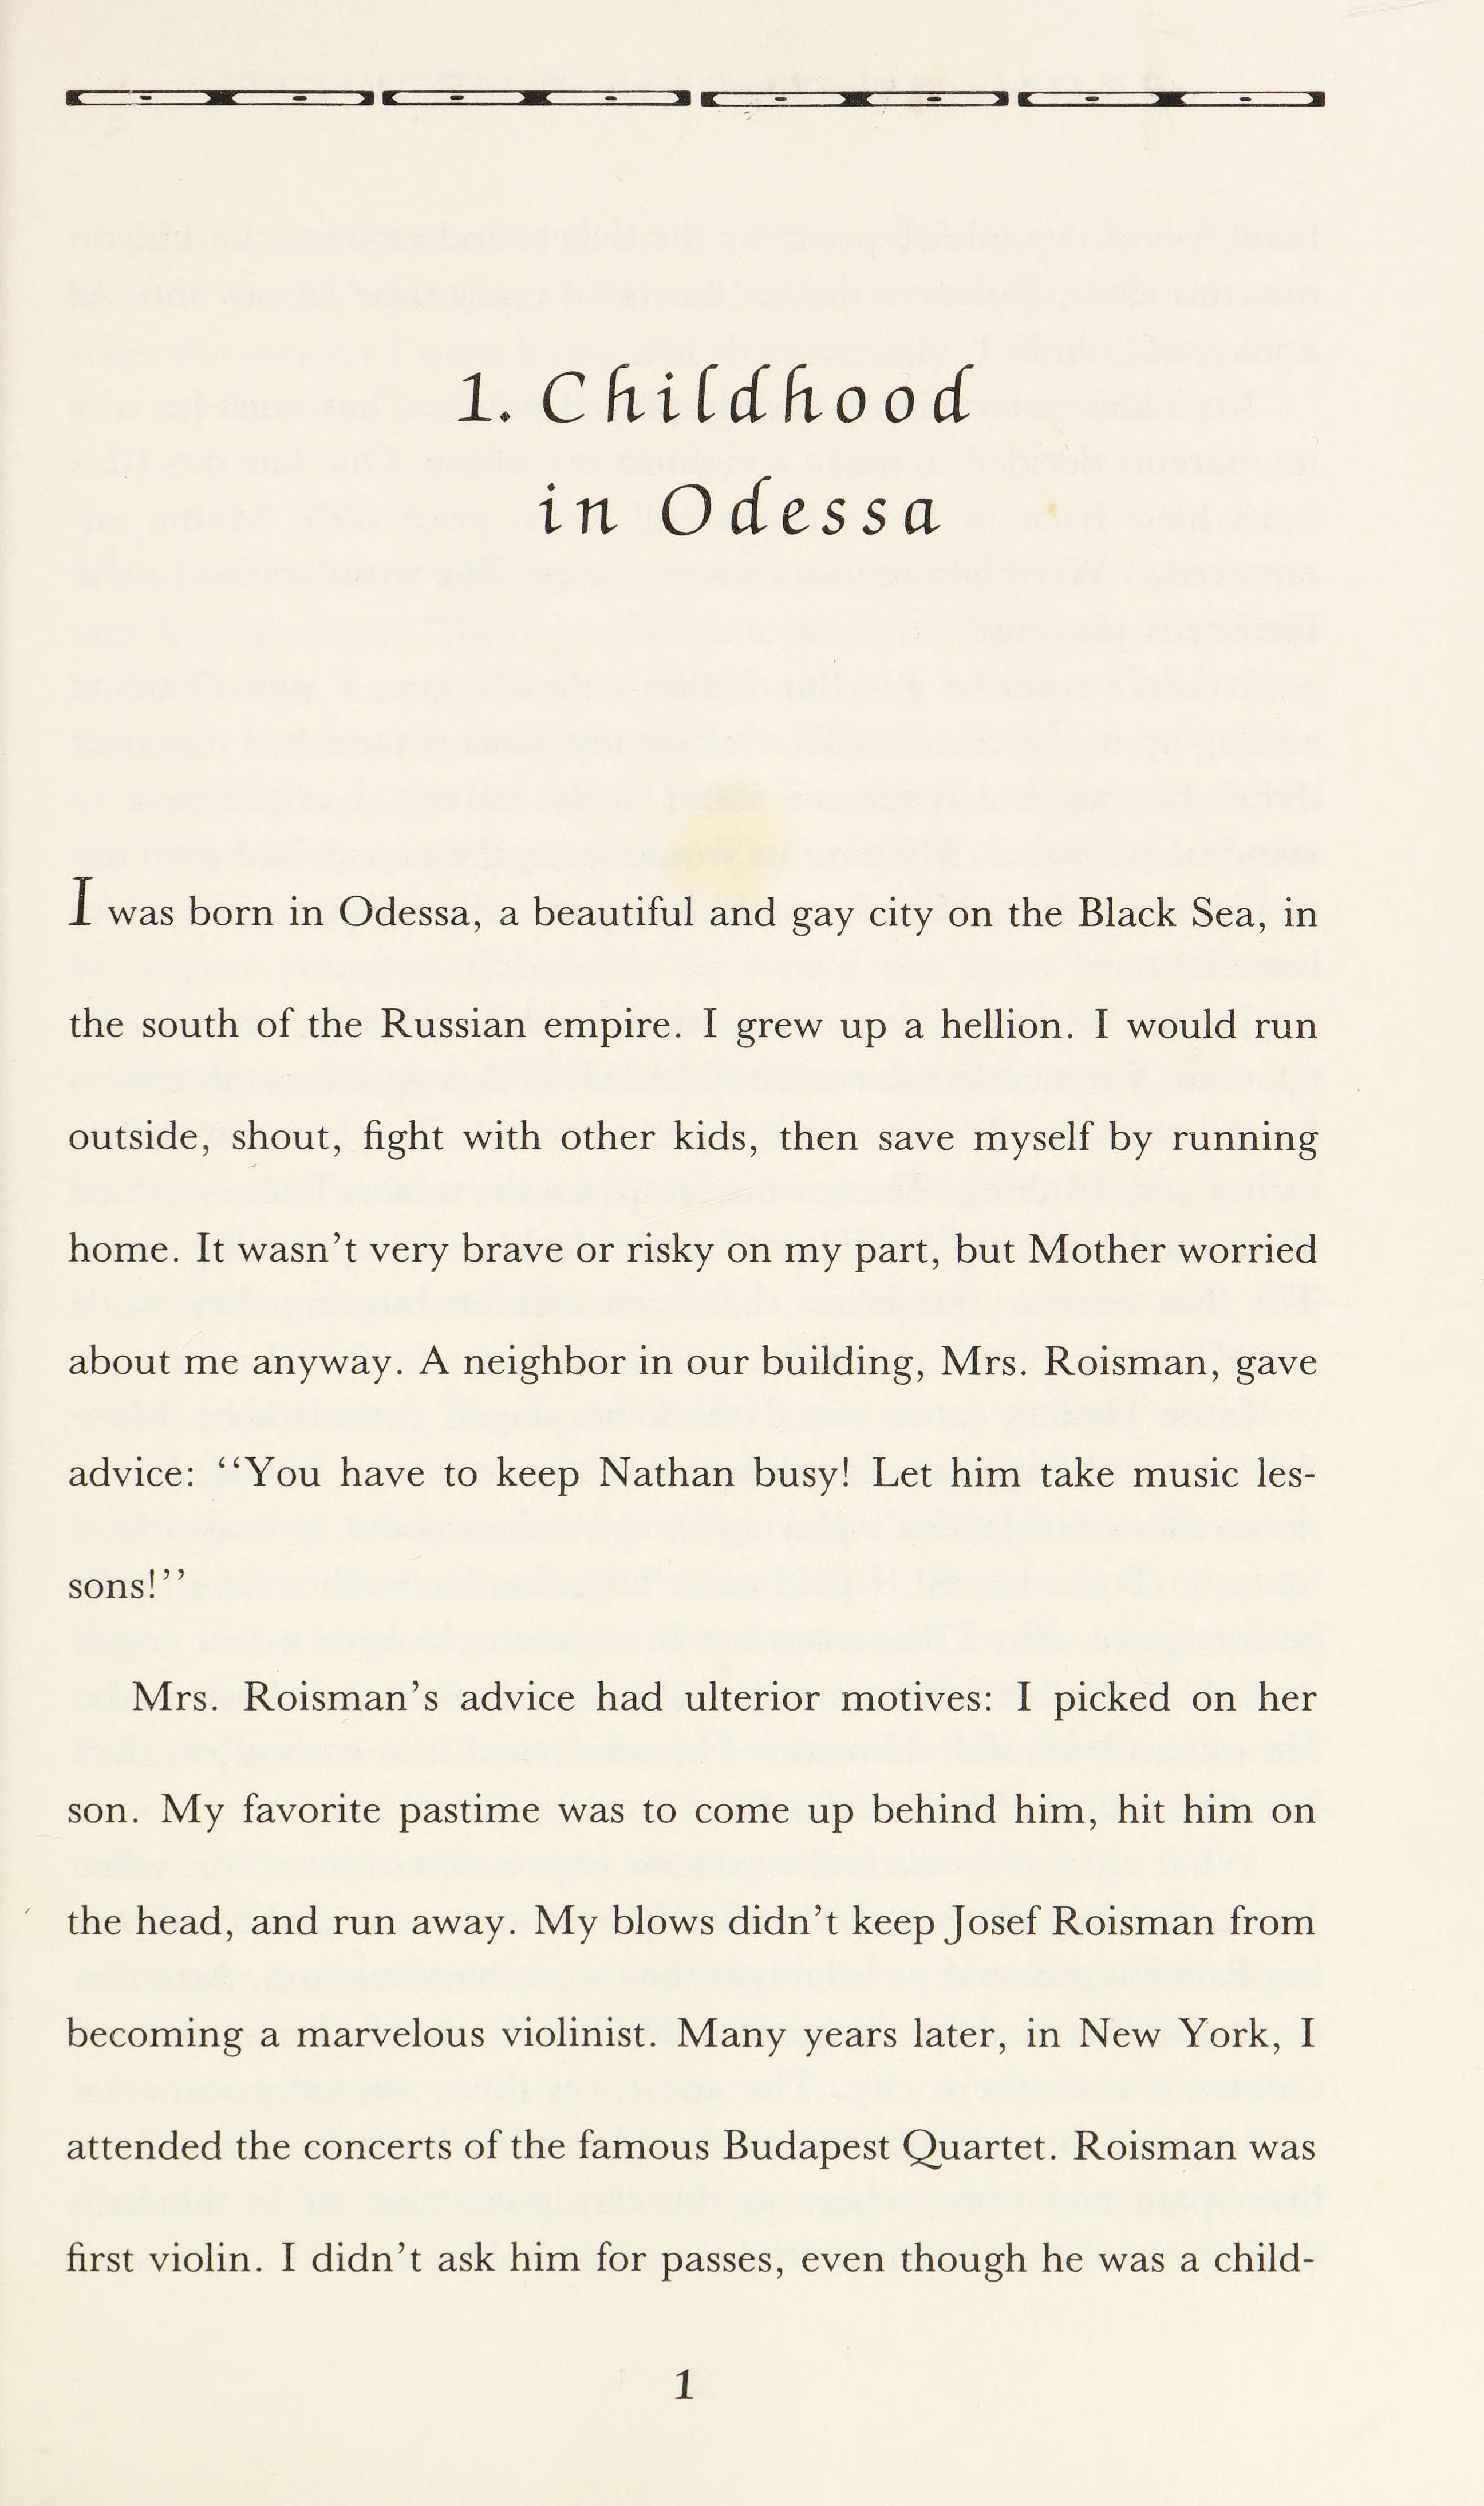 1. Childhood
in Odessa
I was born in Odessa, a beautiful and gay city on the Black Sea, in
the south of the Russian empire. I grew up a hellion. I would run
outside, shout, fight with other kids, then save myself by running
home. It wasn’t very brave or risky on my part, but Mother worried
about me anyway. A neighbor in our building, Mrs. Roisman, gave
advice: ‘‘You have to keep Nathan busy! Let him take music les-
sons!’’
Mrs. Roisman’s advice had ulterior motives: I picked on her
son. My favorite pastime was to come up behind him, hit him on
the head, and run away. My blows didn’t keep Josef Roisman from
becoming a marvelous violinist. Many years later, in New York, I
attended the concerts of the famous Budapest Quartet. Roisman was
first violin. I didn’t ask him for passes, even though he was a child-
1